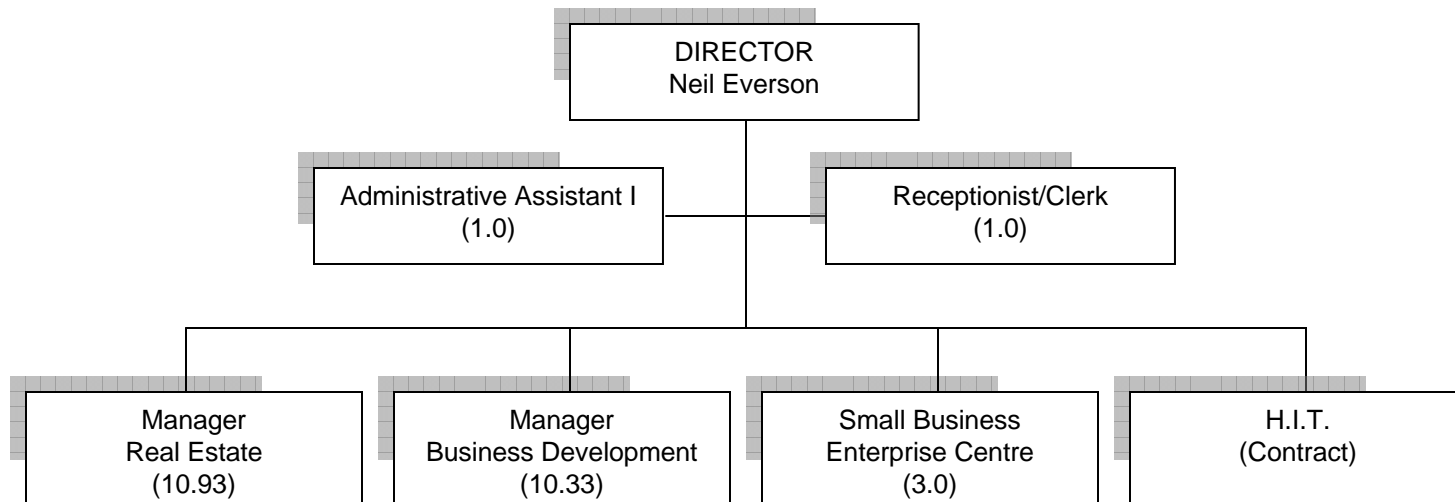 DIRECTOR
Neil Everson
Administrative Assistant I
(1.0)
Receptionist/Clerk
(1.0)
Manager
Real Estate
(10.93)
Manager
Business Development
(10.33)
Small Business
Enterprise Centre
(3.0)
H.I.T.
(Contract)